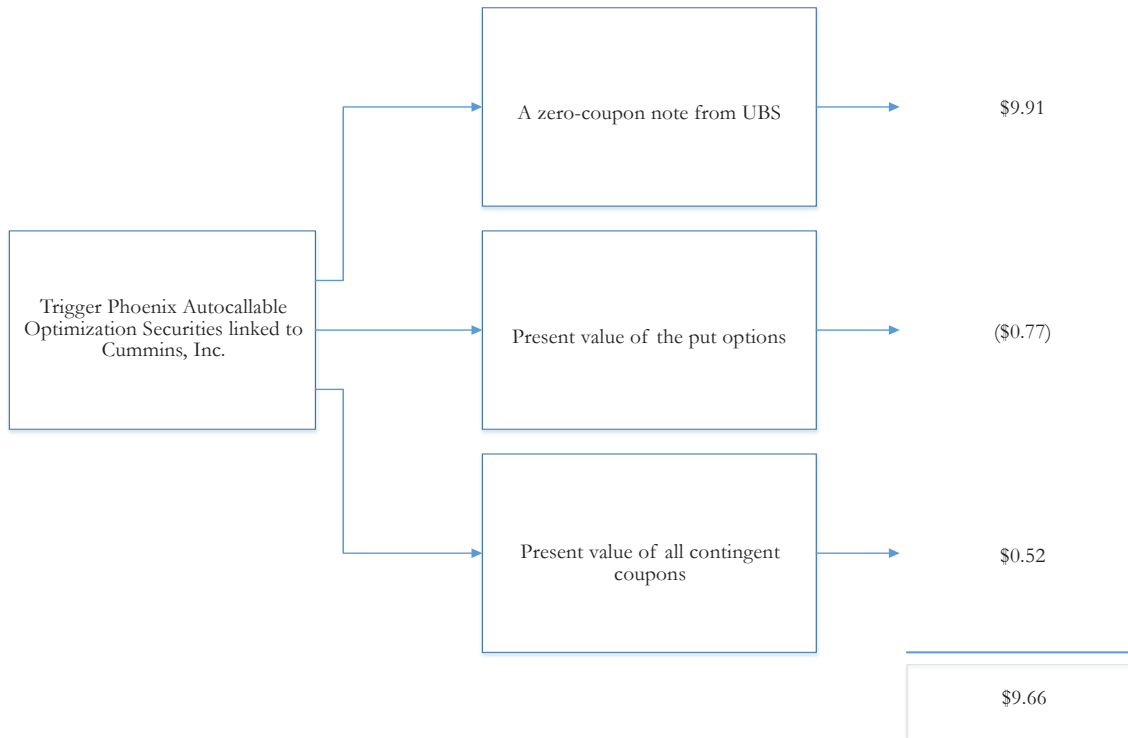 A zero-coupon note from UBS
$9.91
Trigger Phoenix Autocallable
Optimization Securities linked to
Cummins, Inc.
Present value of the put options
($0.77)
Present value of all contingent
coupons
$0.52
$9.66